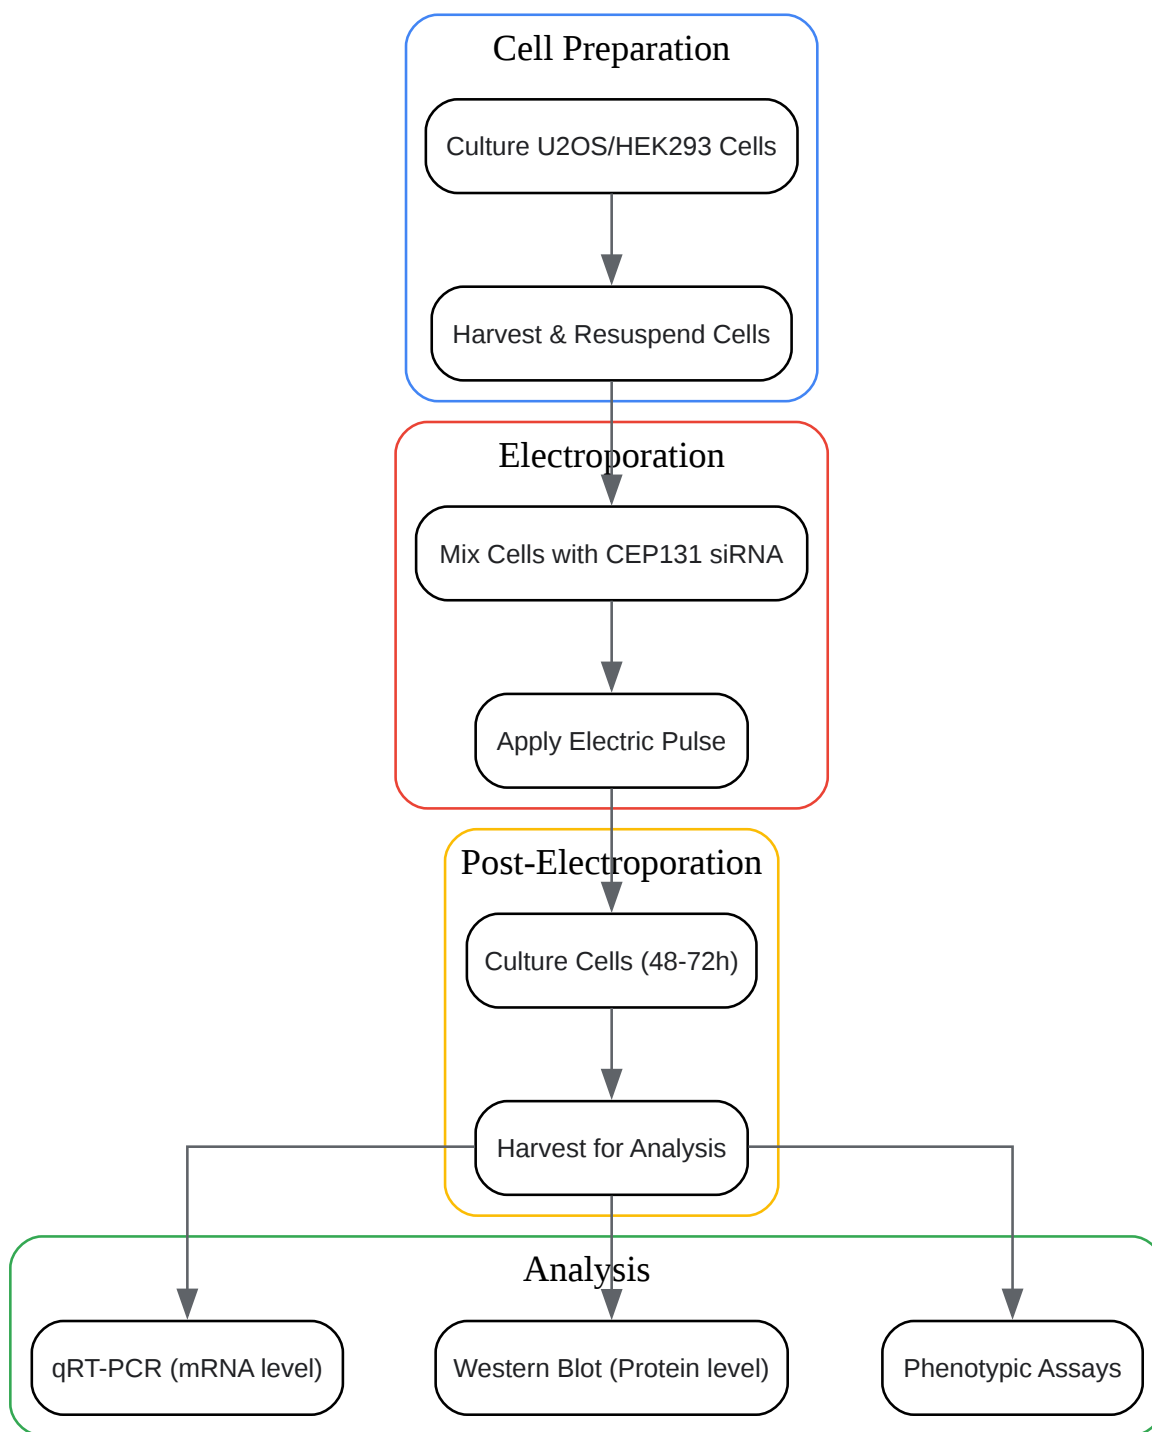 Cell Preparation
Culture U2OS/HEK293 Cells
Harvest & Resuspend Cells
Electroporation
Mix Cells with CEP131 siRNA
Apply Electric Pulse
Post-Electroporation
Culture Cells (48-72h)
Harvest for Analysis
Analysis
qRT-PCR (mRNA level)
Western Blot (Protein level)
Phenotypic Assays